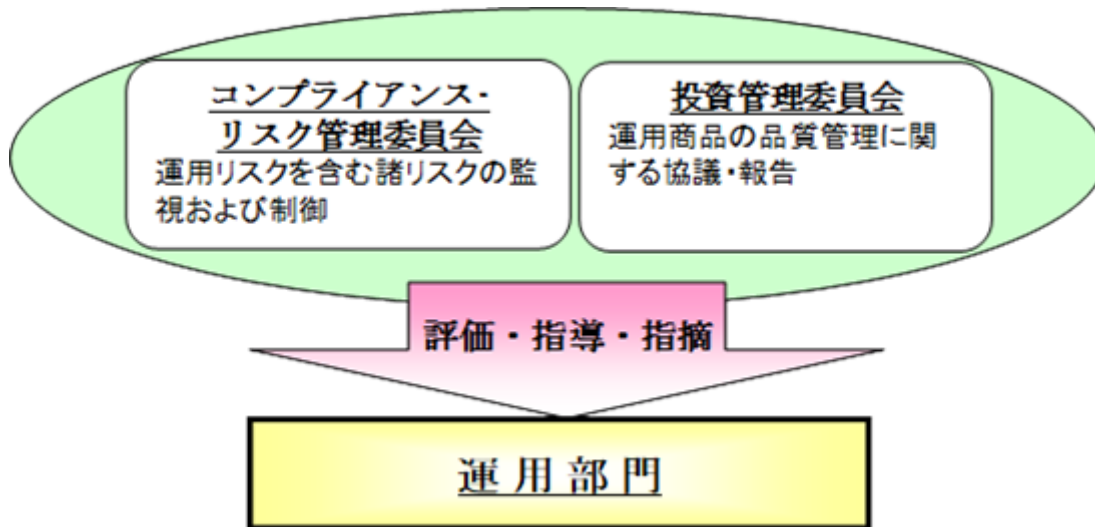 コンプライアンス・
リスク管理委員会
運用リスクを含む諸リスクの監
視および制御
投資管理委員会
運用商品の品質管理に関
する協議・報告
評価・指導・指摘
運用部門